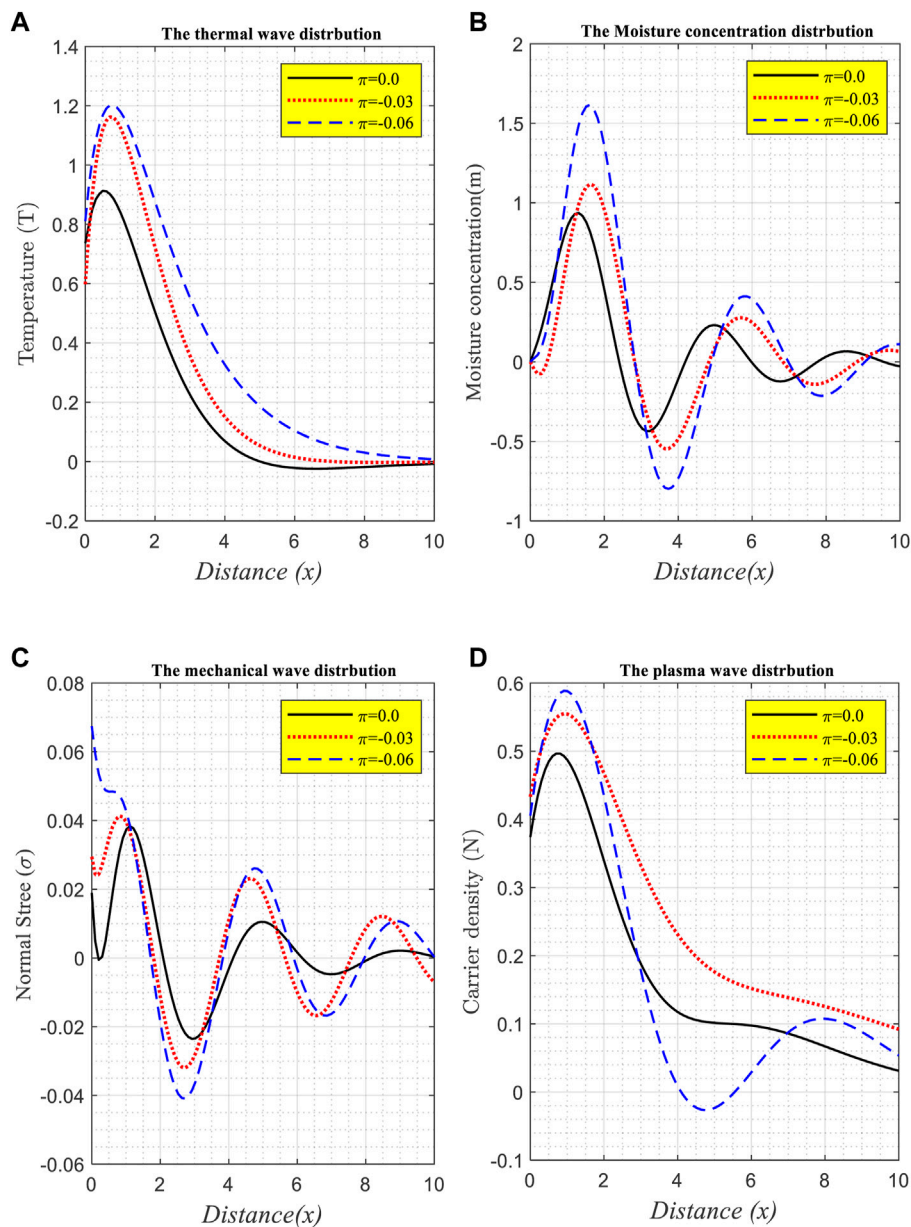 A
The thermal wave distrbution
π=0.0
π=-0.03
π=-0.06
1.4
1.2
1
0.8
0.6
0.4
0.2
0
-0.2
Temperature (T)
0 2 4 6 8 10
Distance (x)
B
The Moisture concentration distrbution
π=0.0
π=-0.03
π=-0.06
2
1.5
1
0.5
0
-0.5
-1
Moisture concentration(m)
0 2 4 6 8 10
Distance(x)
C
The mechanical wave distrbution
π=0.0
π=-0.03
π=-0.06
0.08
0.06
0.04
0.02
0
-0.02
-0.04
-0.06
Normal Stree (σ)
0 2 4 6 8 10
Distance(x)
D
The plasma wave distrbution
π=0.0
π=-0.03
π=-0.06
0.6
0.5
0.4
0.3
0.2
0.1
0
-0.1
Carrier density (N)
0 2 4 6 8 10
Distance (x)